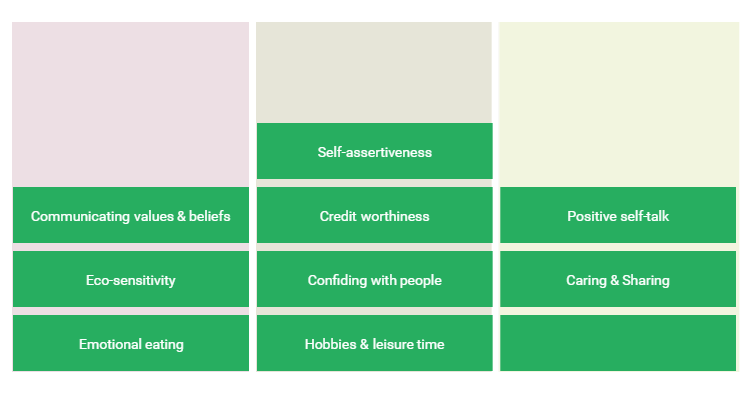 Self-assertiveness
Communicating values & beliefs
Credit worthiness
Positive self-talk
Eco-sensitivity
Confiding with people
Caring & Sharing
Emotional eating
Hobbies & leisure time